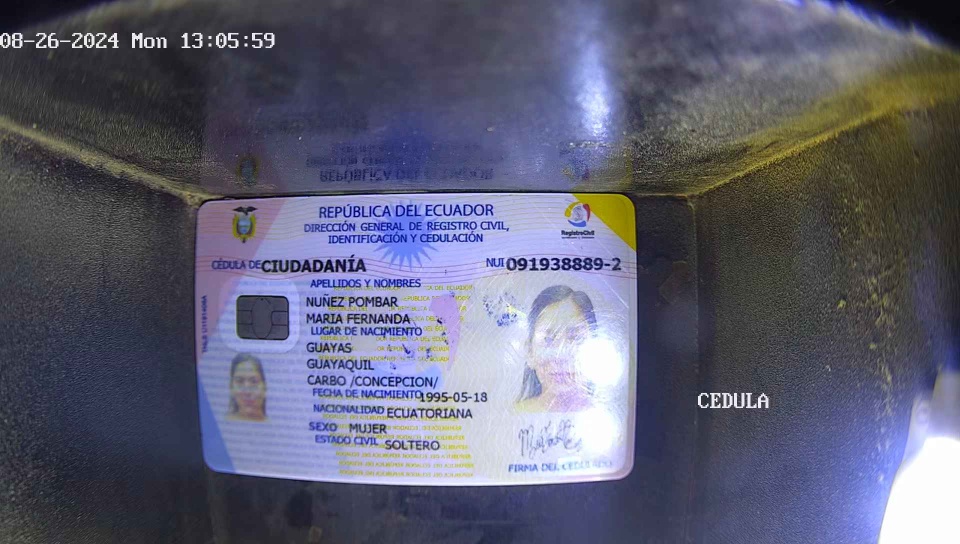 08-26-2024 Mon 13:05:59
REPÚBLICA DEL ECUADOR
DIRECCIÓN GENERAL DE REGISTRO CIVIL,
IDENTIFICACIÓN Y CEDULACIÓN
RegistroCivil
CÉDULA DE CIUDADANÍA
NUI 091938889-2
APELLIDOS Y NOMBRES
NUÑEZ POMBAR
MARIA FERNANDA
LUGAR DE NACIMIENTO
GUAYAS
GUAYAQUIL
CARBO /CONCEPCION/
FECHA DE NACIMIENTO 1995-05-18
NACIONALIDAD ECUATORIANA
SEXO MUJER
ESTADO CIVIL SOLTERO
FIRMA DEL CEDULADO
CEDULA